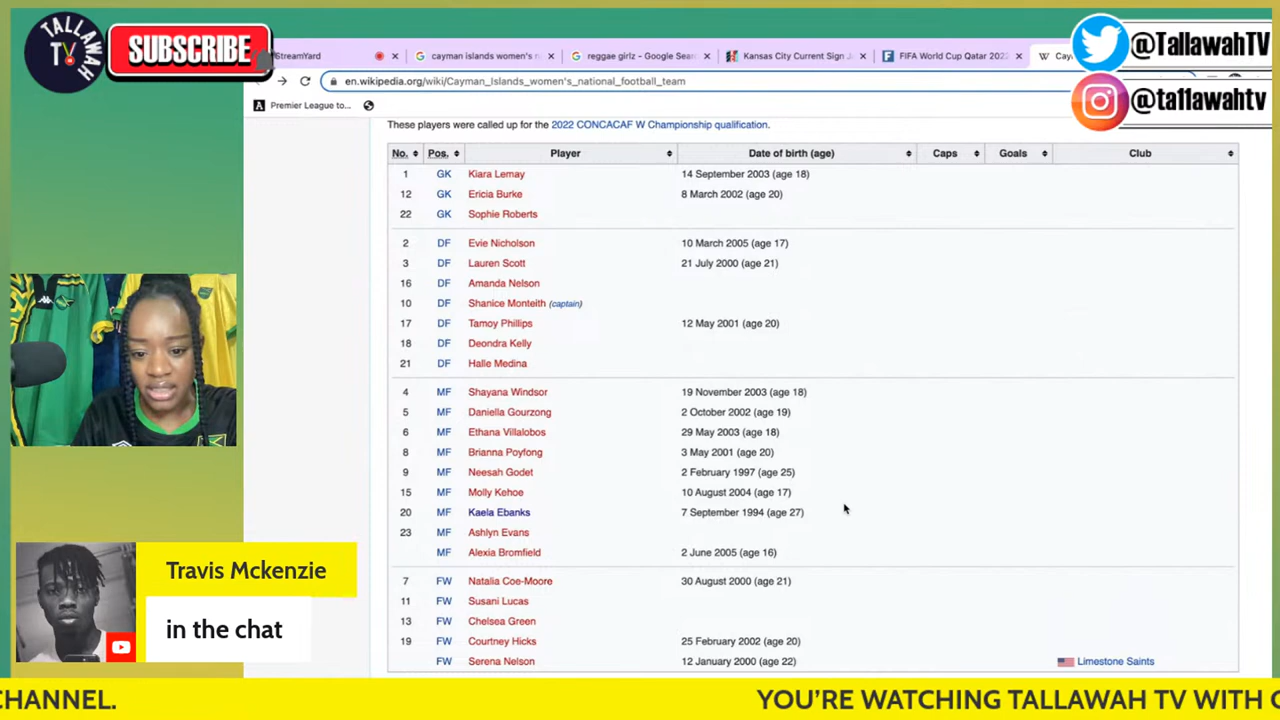 TALLAWAH
TV
SUBSCRIBE
StreamYard
cayman islands women's n
reggae girlz - Google Sear
Kansas City Current Sign J
FIFA World Cup Qatar 2022
W Cay
@TallawahTV
@tallawahtv
en.wikipedia.org/wiki/Cayman_Islands_women's_national_football_team
Premier League to...
These players were called up for the 2022 CONCACAF W Championship qualification.
No. Pos. Player Date of birth (age) Caps Goals Club
1 GK Kiara Lemay 14 September 2003 (age 18)
12 GK Ericia Burke 8 March 2002 (age 20)
22 GK Sophie Roberts
2 DF Evie Nicholson 10 March 2005 (age 17)
3 DF Lauren Scott 21 July 2000 (age 21)
16 DF Amanda Nelson
10 DF Shanice Monteith (captain)
17 DF Tamoy Phillips 12 May 2001 (age 20)
18 DF Deondra Kelly
21 DF Halle Medina
4 MF Shayana Windsor 19 November 2003 (age 18)
5 MF Daniella Gourzong 2 October 2002 (age 19)
6 MF Ethana Villalobos 29 May 2003 (age 18)
8 MF Brianna Poyfong 3 May 2001 (age 20)
9 MF Neesah Godet 2 February 1997 (age 25)
15 MF Molly Kehoe 10 August 2004 (age 17)
20 MF Kaela Ebanks 7 September 1994 (age 27)
23 MF Ashlyn Evans
MF Alexia Bromfield 2 June 2005 (age 16)
7 FW Natalia Coe-Moore 30 August 2000 (age 21)
11 FW Susani Lucas
13 FW Chelsea Green
19 FW Courtney Hicks 25 February 2002 (age 20)
FW Serena Nelson 12 January 2000 (age 22) Limestone Saints
Travis Mckenzie
in the chat
CHANNEL. YOU'RE WATCHING TALLAWAH TV WITH